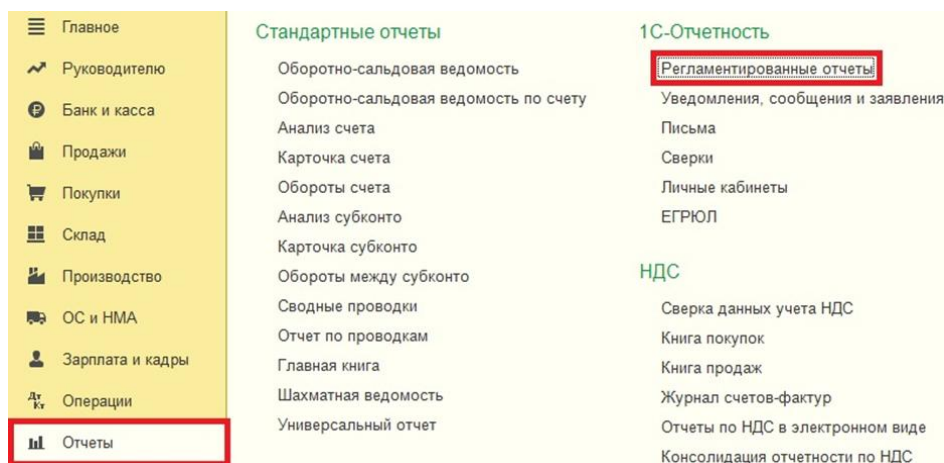 Главное
Руководителю
Банк и касса
Продажи
Покупки
Склад
Производство
ОС и НМА
Зарплата и кадры
Дт Кт Операции
Отчеты
Стандартные отчеты
Оборотно-сальдовая ведомость
Оборотно-сальдовая ведомость по счету
Анализ счета
Карточка счета
Обороты счета
Анализ субконто
Карточка субконто
Обороты между субконто
Сводные проводки
Отчет по проводкам
Главная книга
Шахматная ведомость
Универсальный отчет
1С-Отчетность
Регламентированные отчеты
Уведомления, сообщения и заявления
Письма
Сверки
Личные кабинеты
ЕГРЮЛ
НДС
Сверка данных учета НДС
Книга покупок
Книга продаж
Журнал счетов-фактур
Отчеты по НДС в электронном виде
Консолидация отчетности по НДС